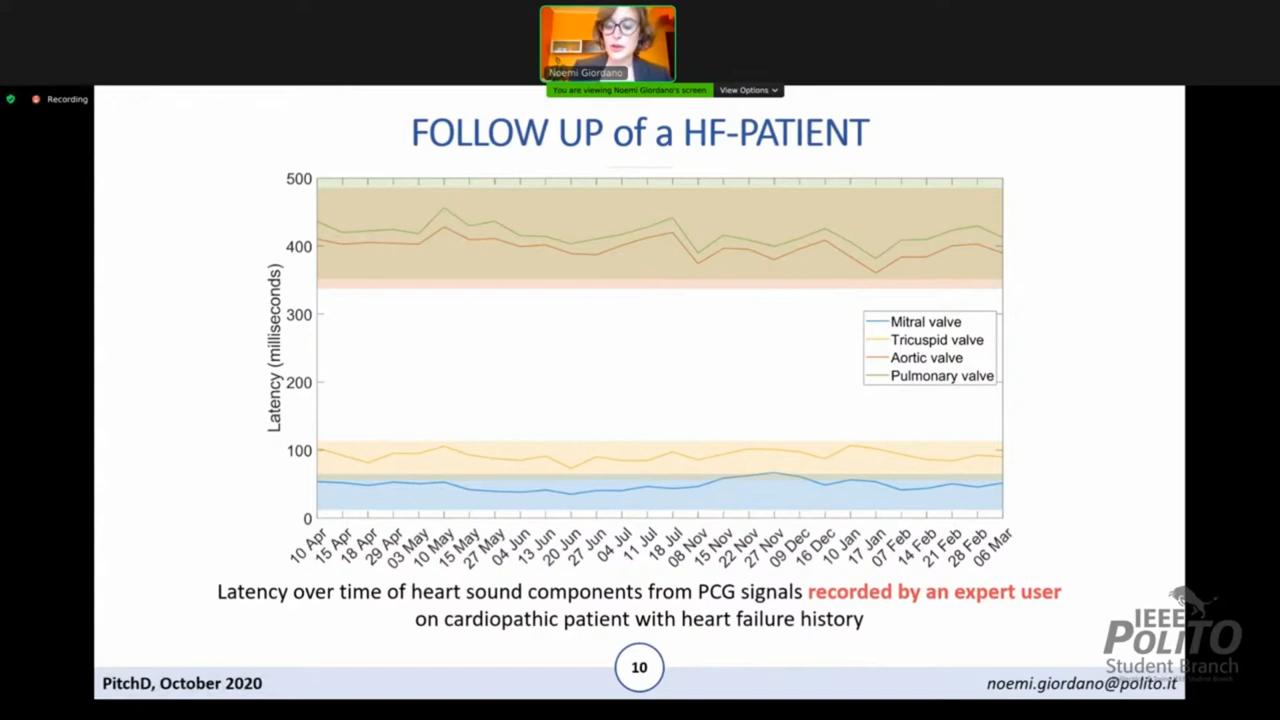 Noemi Giordano
You are viewing Noemi Giordano's screen
View Options
Recording
FOLLOW UP of a HF-PATIENT
500
400
300
200
100
0
Latency (milliseconds)
Mitral valve
Tricuspid valve
Aortic valve
Pulmonary valve
10 Apr
15 Apr
18 Apr
29 Apr
03 May
10 May
15 May
27 May
04 Jun
13 Jun
20 Jun
27 Jun
04 Jul
11 Jul
18 Jul
08 Nov
15 Nov
22 Nov
27 Nov
09 Dec
16 Dec
10 Jan
17 Jan
07 Feb
14 Feb
21 Feb
28 Feb
06 Mar
Latency over time of heart sound components from PCG signals recorded by an expert user
on cardiopathic patient with heart failure history
IEEE
POLITO
Student Branch
PitchD, October 2020
10
noemi.giordano@polito.it